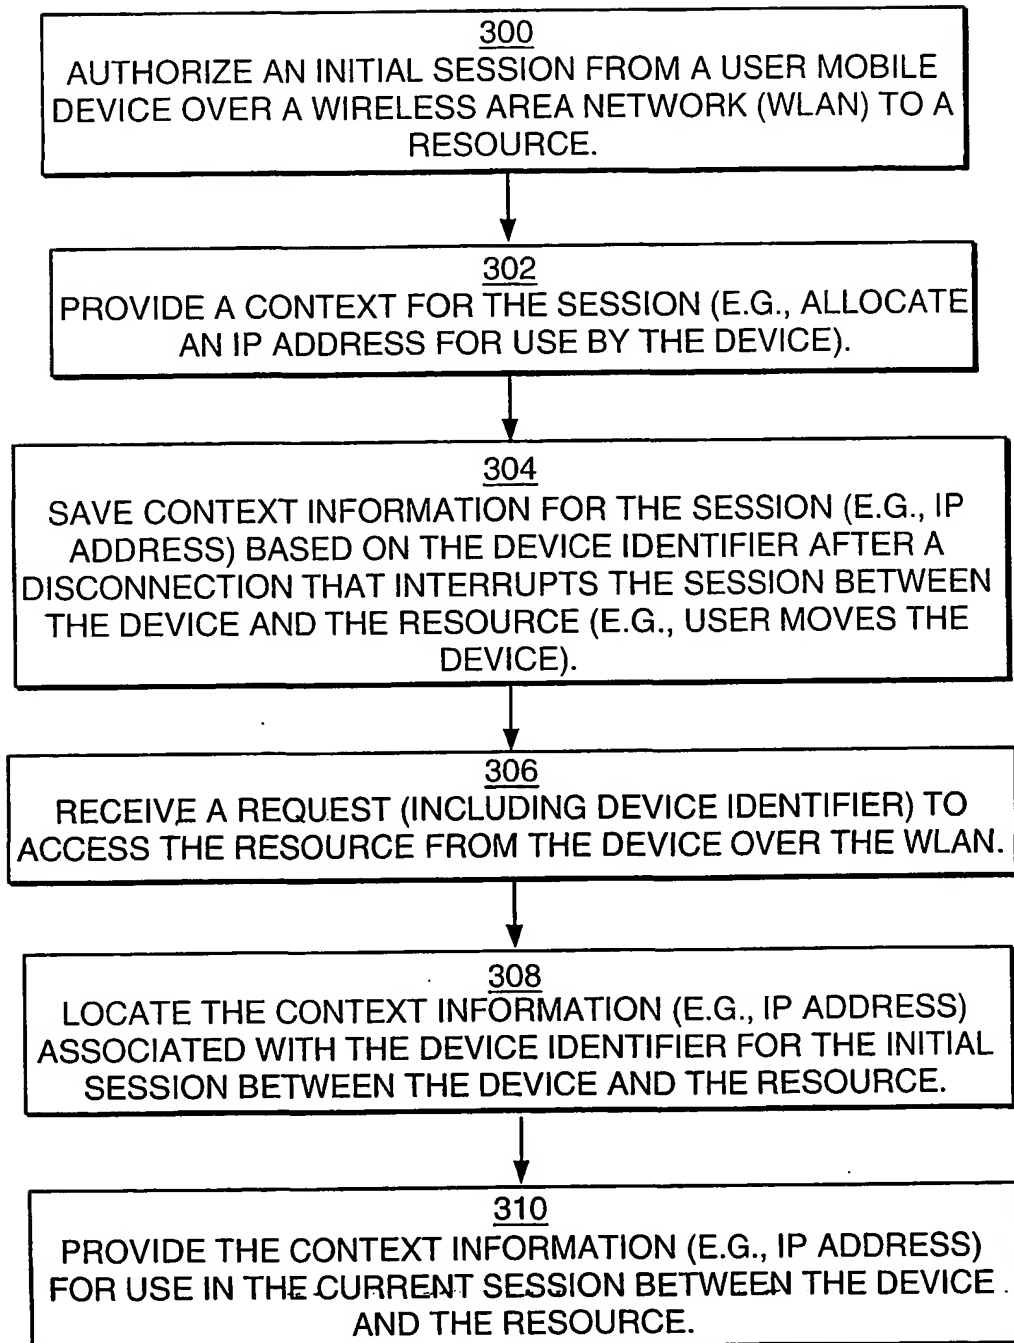 300
AUTHORIZE AN INITIAL SESSION FROM A USER MOBILE
DEVICE OVER A WIRELESS AREA NETWORK (WLAN) TO A
RESOURCE.
302
PROVIDE A CONTEXT FOR THE SESSION (E.G., ALLOCATE
AN IP ADDRESS FOR USE BY THE DEVICE).
304
SAVE CONTEXT INFORMATION FOR THE SESSION (E.G., IP
ADDRESS) BASED ON THE DEVICE IDENTIFIER AFTER A
DISCONNECTION THAT INTERRUPTS THE SESSION BETWEEN
THE DEVICE AND THE RESOURCE (E.G., USER MOVES THE
DEVICE).
306
RECEIVE A REQUEST (INCLUDING DEVICE IDENTIFIER) TO
ACCESS THE RESOURCE FROM THE DEVICE OVER THE WLAN.
308
LOCATE THE CONTEXT INFORMATION (E.G., IP ADDRESS)
ASSOCIATED WITH THE DEVICE IDENTIFIER FOR THE INITIAL
SESSION BETWEEN THE DEVICE AND THE RESOURCE.
310
PROVIDE THE CONTEXT INFORMATION (E.G., IP ADDRESS)
FOR USE IN THE CURRENT SESSION BETWEEN THE DEVICE
AND THE RESOURCE.